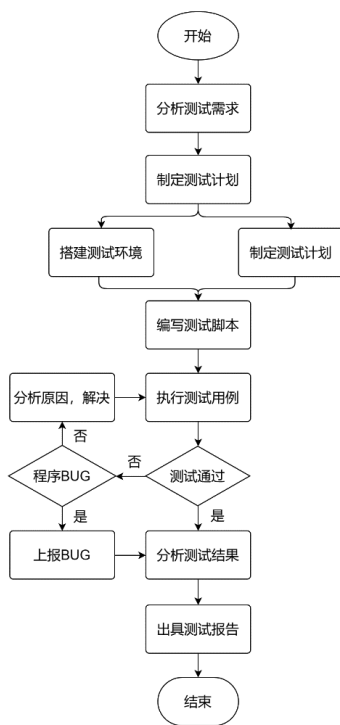 开始
分析测试需求
制定测试计划
搭建测试环境
制定测试计划
编写测试脚本
分析原因，解决
执行测试用例
否
否
程序BUG
测试通过
是
是
上报BUG
分析测试结果
出具测试报告
结束